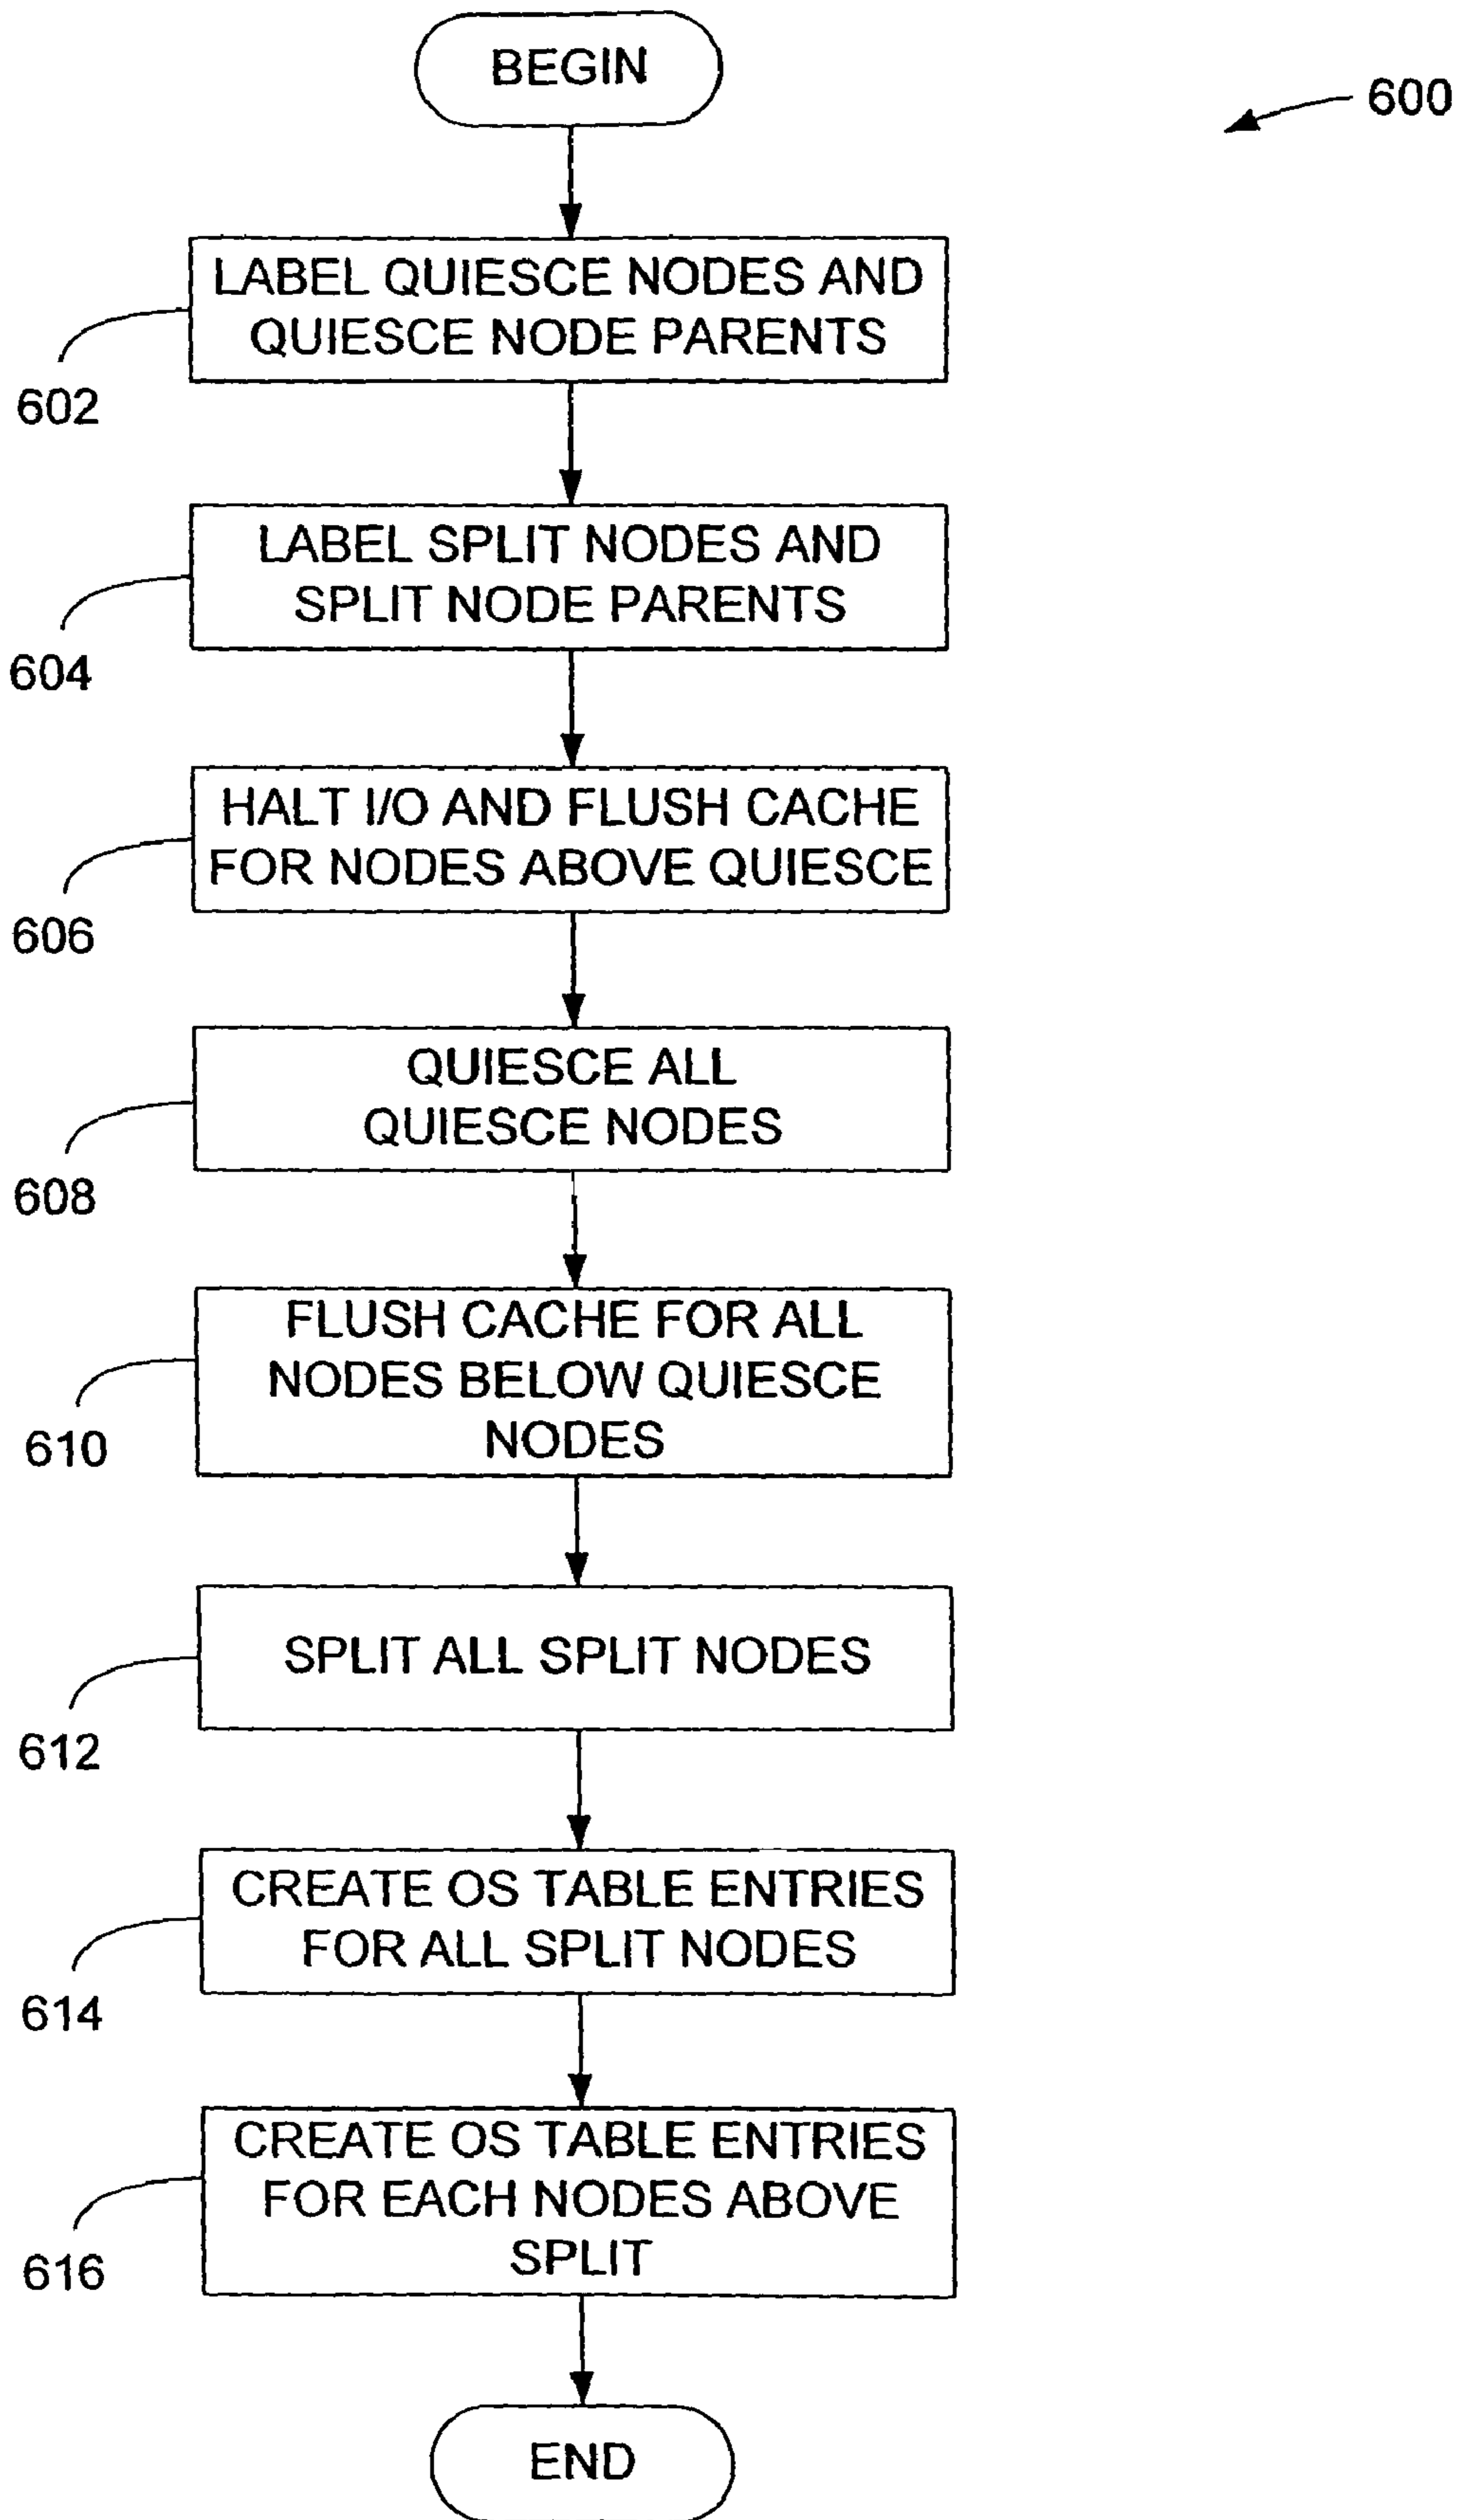 BEGIN
600
LABEL QUIESCE NODES AND
QUIESCE NODE PARENTS
602
LABEL SPLIT NODES AND
SPLIT NODE PARENTS
604
HALT I/O AND FLUSH CACHE
FOR NODES ABOVE QUIESCE
606
QUIESCE ALL
QUIESCE NODES
608
FLUSH CACHE FOR ALL
NODES BELOW QUIESCE
NODES
610
SPLIT ALL SPLIT NODES
612
CREATE OS TABLE ENTRIES
FOR ALL SPLIT NODES
614
CREATE OS TABLE ENTRIES
FOR EACH NODES ABOVE
SPLIT
616
END